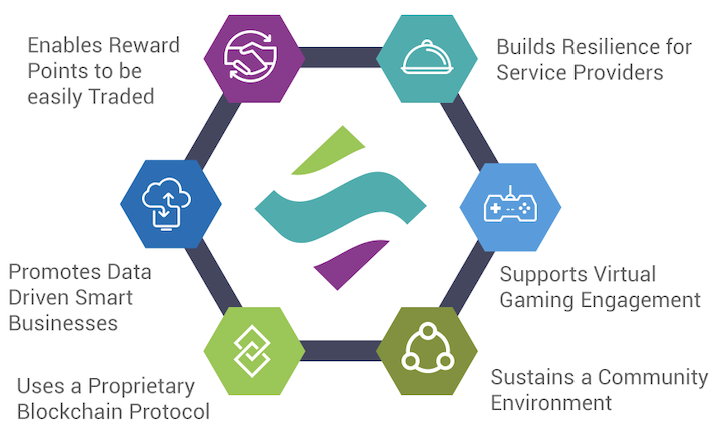 Enables Reward
Points to be
easily Traded
Builds Resilience for
Service Providers
Promotes Data
Driven Smart
Businesses
Supports Virtual
Gaming Engagement
Uses a Proprietary
Blockchain Protocol
Sustains a Community
Environment